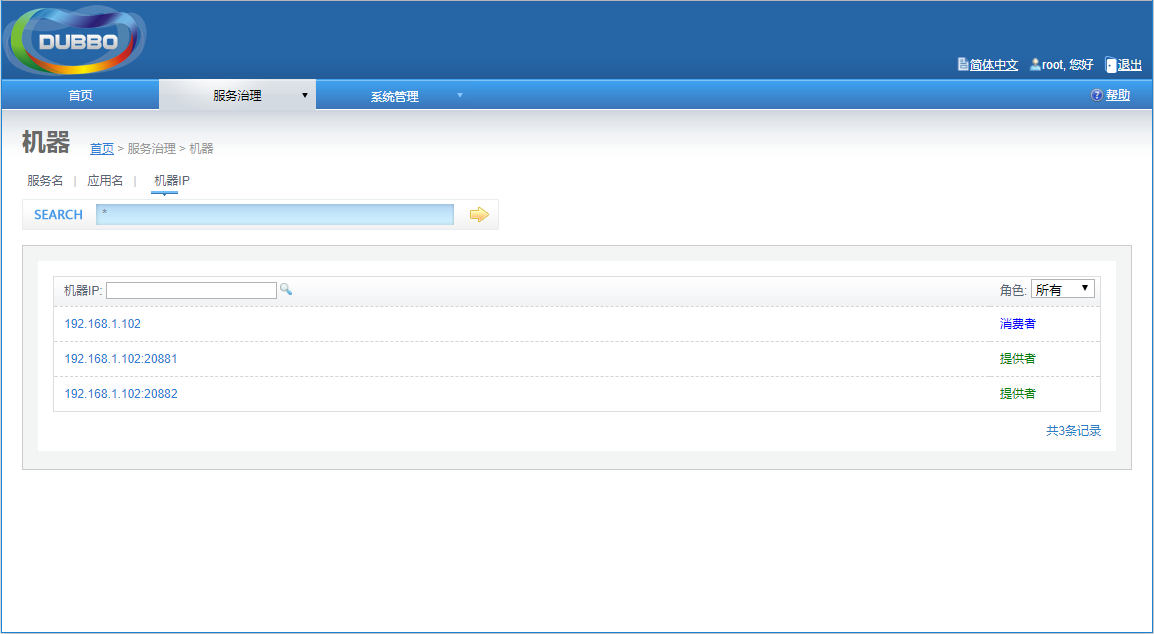 DUBBO
简体中文 root, 您好 退出
首页 服务治理 ▼ 系统管理 ▼ ? 帮助
机器 首页 > 服务治理 > 机器
服务名 | 应用名 | 机器IP
SEARCH *
机器IP: 角色: 所有 ▼
192.168.1.102 消费者
192.168.1.102:20881 提供者
192.168.1.102:20882 提供者
共3条记录